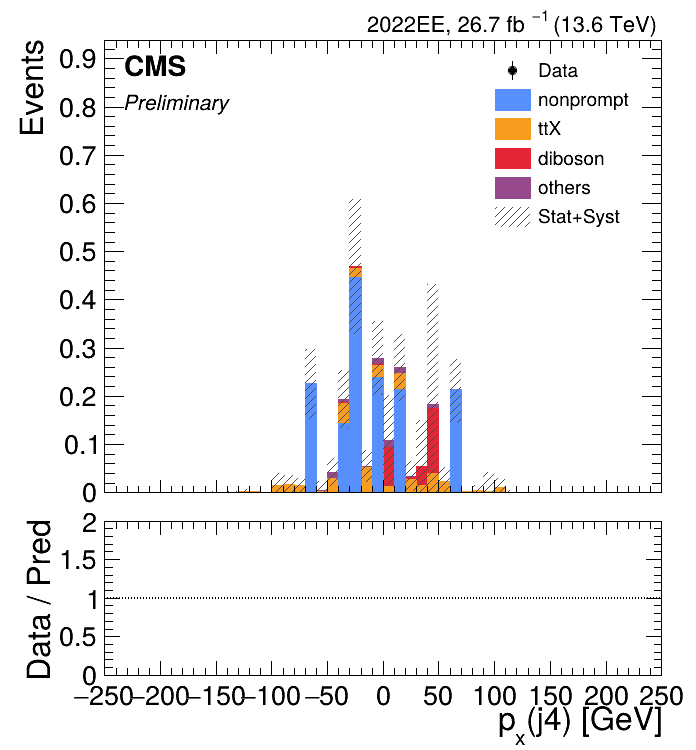 2022EE, 26.7 fb⁻¹ (13.6 TeV)
CMS
Preliminary
Data
nonprompt
ttX
diboson
others
Stat+Syst
Events
0.9
0.8
0.7
0.6
0.5
0.4
0.3
0.2
0.1
0
Data / Pred
2
1.5
1
0.5
0
−250 −200 −150 −100 −50 0 50 100 150 200 250
pₓ(j4) [GeV]